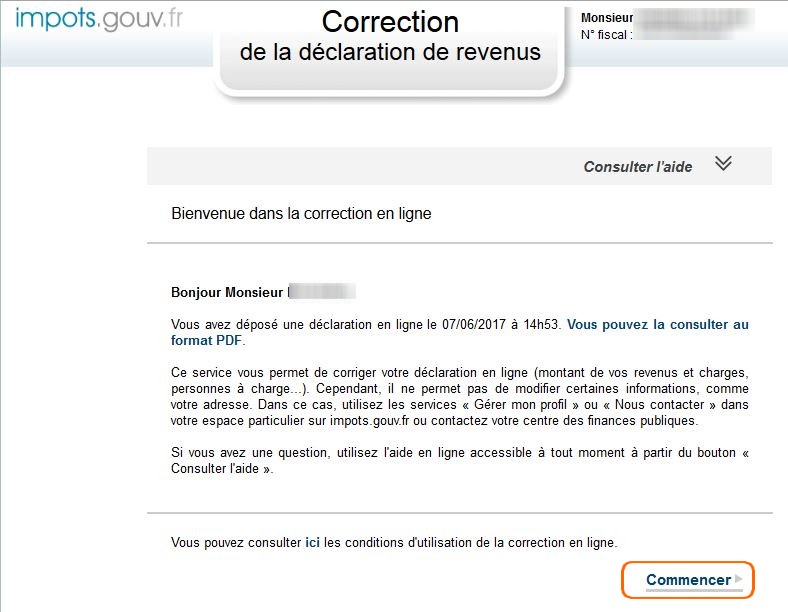 impots.gouv.fr
Correction
de la déclaration de revenus
Monsieur
N° fiscal :
Consulter l'aide
Bienvenue dans la correction en ligne
Bonjour Monsieur
Vous avez déposé une déclaration en ligne le 07/06/2017 à 14h53. Vous pouvez la consulter au
format PDF.
Ce service vous permet de corriger votre déclaration en ligne (montant de vos revenus et charges,
personnes à charge...). Cependant, il ne permet pas de modifier certaines informations, comme
votre adresse. Dans ce cas, utilisez les services « Gérer mon profil » ou « Nous contacter » dans
votre espace particulier sur impots.gouv.fr ou contactez votre centre des finances publiques.
Si vous avez une question, utilisez l'aide en ligne accessible à tout moment à partir du bouton «
Consulter l'aide ».
Vous pouvez consulter ici les conditions d'utilisation de la correction en ligne.
Commencer